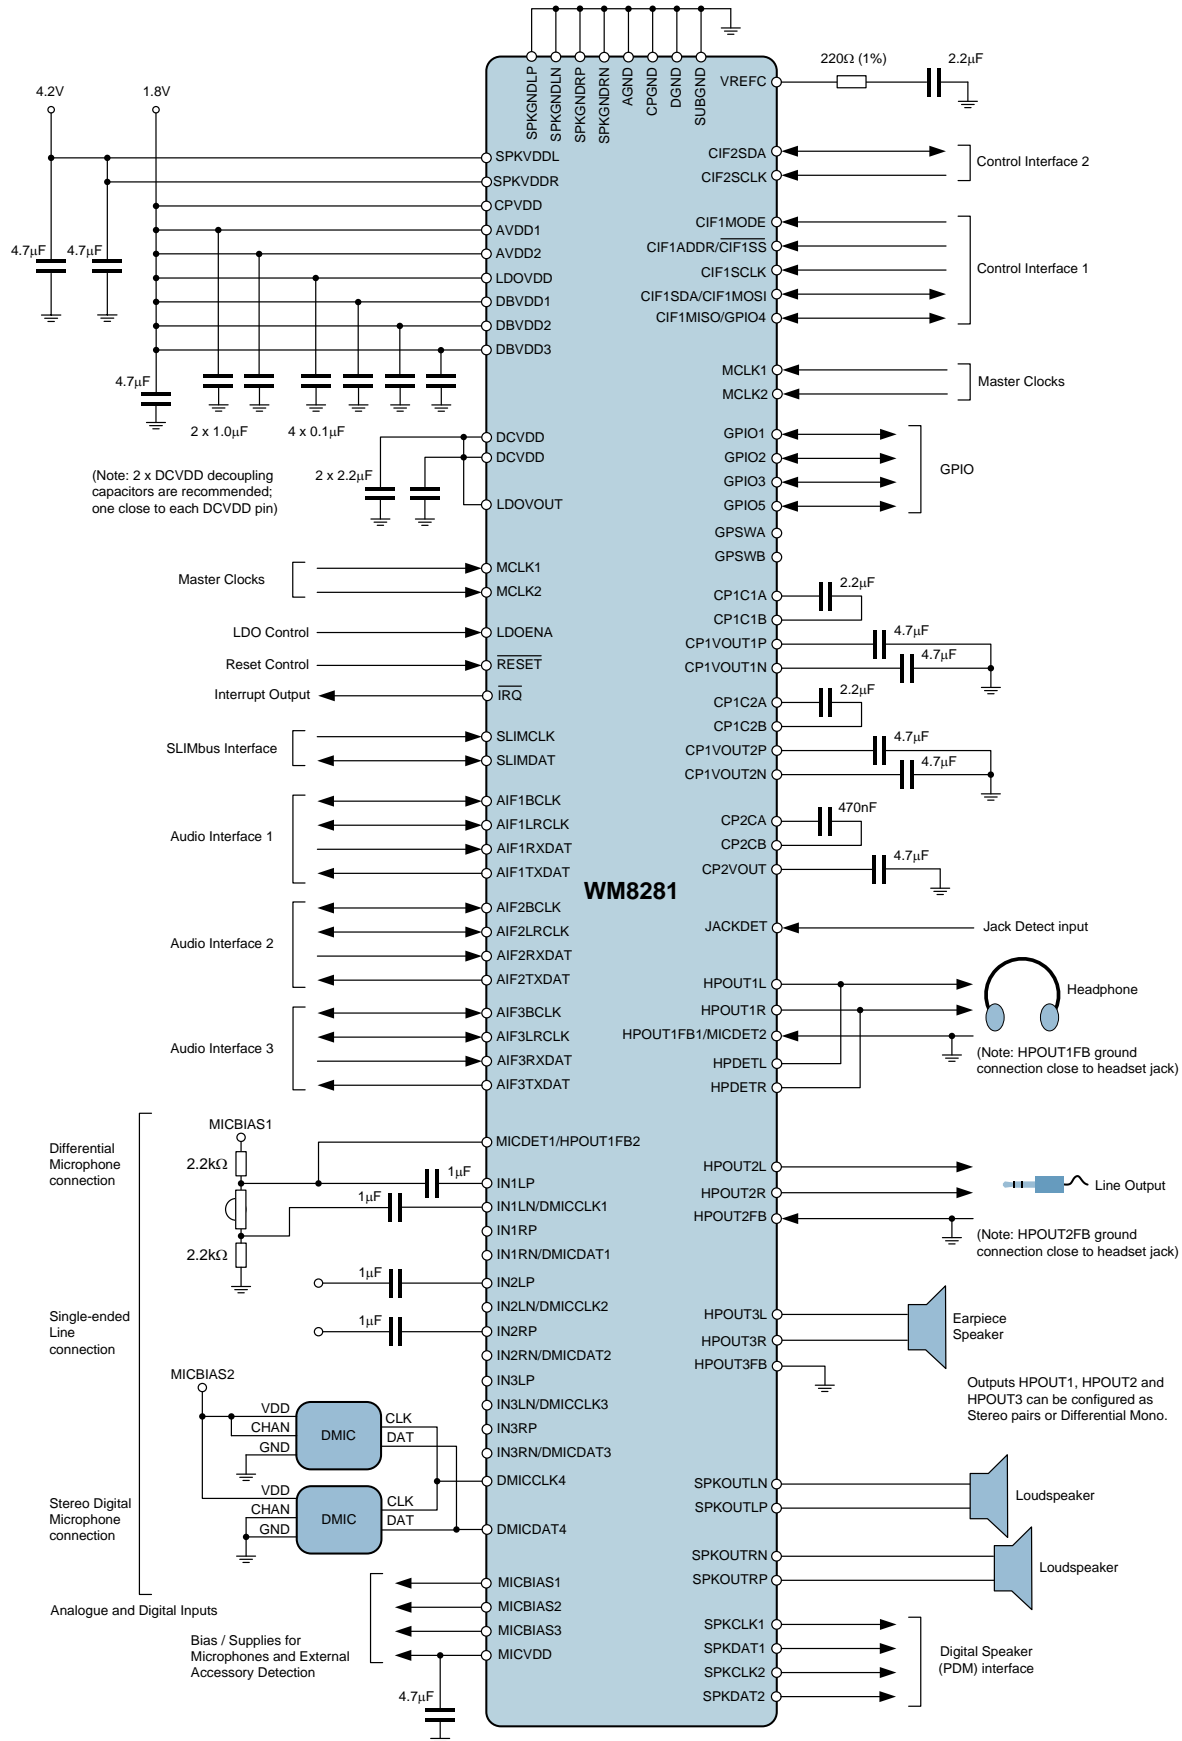 4.2V
1.8V
SPKGNDLP
SPKGNDLN
SPKGNDRP
SPKGNDRN
AGND
CPGND
DGND
SUBGND
VREFC
220Ω (1%)
2.2µF
SPKVDDL
SPKVDDR
CPVDD
AVDD1
AVDD2
LDOVDD
DBVDD1
DBVDD2
DBVDD3
4.7µF
4.7µF
4.7µF
2 x 1.0µF
4 x 0.1µF
DCVDD
DCVDD
LDOVOUT
2 x 2.2µF
(Note: 2 x DCVDD decoupling
capacitors are recommended;
one close to each DCVDD pin)
Master Clocks
MCLK1
MCLK2
LDO Control
LDOENA
Reset Control
RESET
Interrupt Output
IRQ
SLIMbus Interface
SLIMCLK
SLIMDAT
Audio Interface 1
AIF1BCLK
AIF1LRCLK
AIF1RXDAT
AIF1TXDAT
Audio Interface 2
AIF2BCLK
AIF2LRCLK
AIF2RXDAT
AIF2TXDAT
Audio Interface 3
AIF3BCLK
AIF3LRCLK
AIF3RXDAT
AIF3TXDAT
WM8281
Differential
Microphone
connection
MICBIAS1
2.2kΩ
2.2kΩ
1µF
1µF
MICDET1/HPOUT1FB2
IN1LP
IN1LN/DMICCLK1
IN1RP
IN1RN/DMICDAT1
Single-ended
Line
connection
1µF
1µF
IN2LP
IN2LN/DMICCLK2
IN2RP
IN2RN/DMICDAT2
IN3LP
IN3LN/DMICCLK3
IN3RP
IN3RN/DMICDAT3
Stereo Digital
Microphone
connection
MICBIAS2
VDD
CHAN
GND
DMIC
CLK
DAT
VDD
CHAN
GND
DMIC
CLK
DAT
DMICCLK4
DMICDAT4
Analogue and Digital Inputs
MICBIAS1
MICBIAS2
MICBIAS3
MICVDD
Bias / Supplies for
Microphones and External
Accessory Detection
4.7µF
CIF2SDA
CIF2SCLK
Control Interface 2
CIF1MODE
CIF1ADDR/CIF1SS
CIF1SCLK
CIF1SDA/CIF1MOSI
CIF1MISO/GPIO4
Control Interface 1
MCLK1
MCLK2
Master Clocks
GPIO1
GPIO2
GPIO3
GPIO5
GPIO
GPSWA
GPSWB
CP1C1A
CP1C1B
2.2µF
CP1VOUT1P
CP1VOUT1N
4.7µF
4.7µF
CP1C2A
CP1C2B
2.2µF
CP1VOUT2P
CP1VOUT2N
4.7µF
4.7µF
CP2CA
CP2CB
470nF
CP2VOUT
4.7µF
JACKDET
Jack Detect input
HPOUT1L
HPOUT1R
HPOUT1FB1/MICDET2
HPDETL
HPDETR
Headphone
(Note: HPOUT1FB ground
connection close to headset jack)
HPOUT2L
HPOUT2R
HPOUT2FB
Line Output
(Note: HPOUT2FB ground
connection close to headset jack)
HPOUT3L
HPOUT3R
HPOUT3FB
Earpiece
Speaker
Outputs HPOUT1, HPOUT2 and
HPOUT3 can be configured as
Stereo pairs or Differential Mono.
SPKOUTLN
SPKOUTLP
Loudspeaker
SPKOUTRN
SPKOUTRP
Loudspeaker
SPKCLK1
SPKDAT1
SPKCLK2
SPKDAT2
Digital Speaker
(PDM) interface